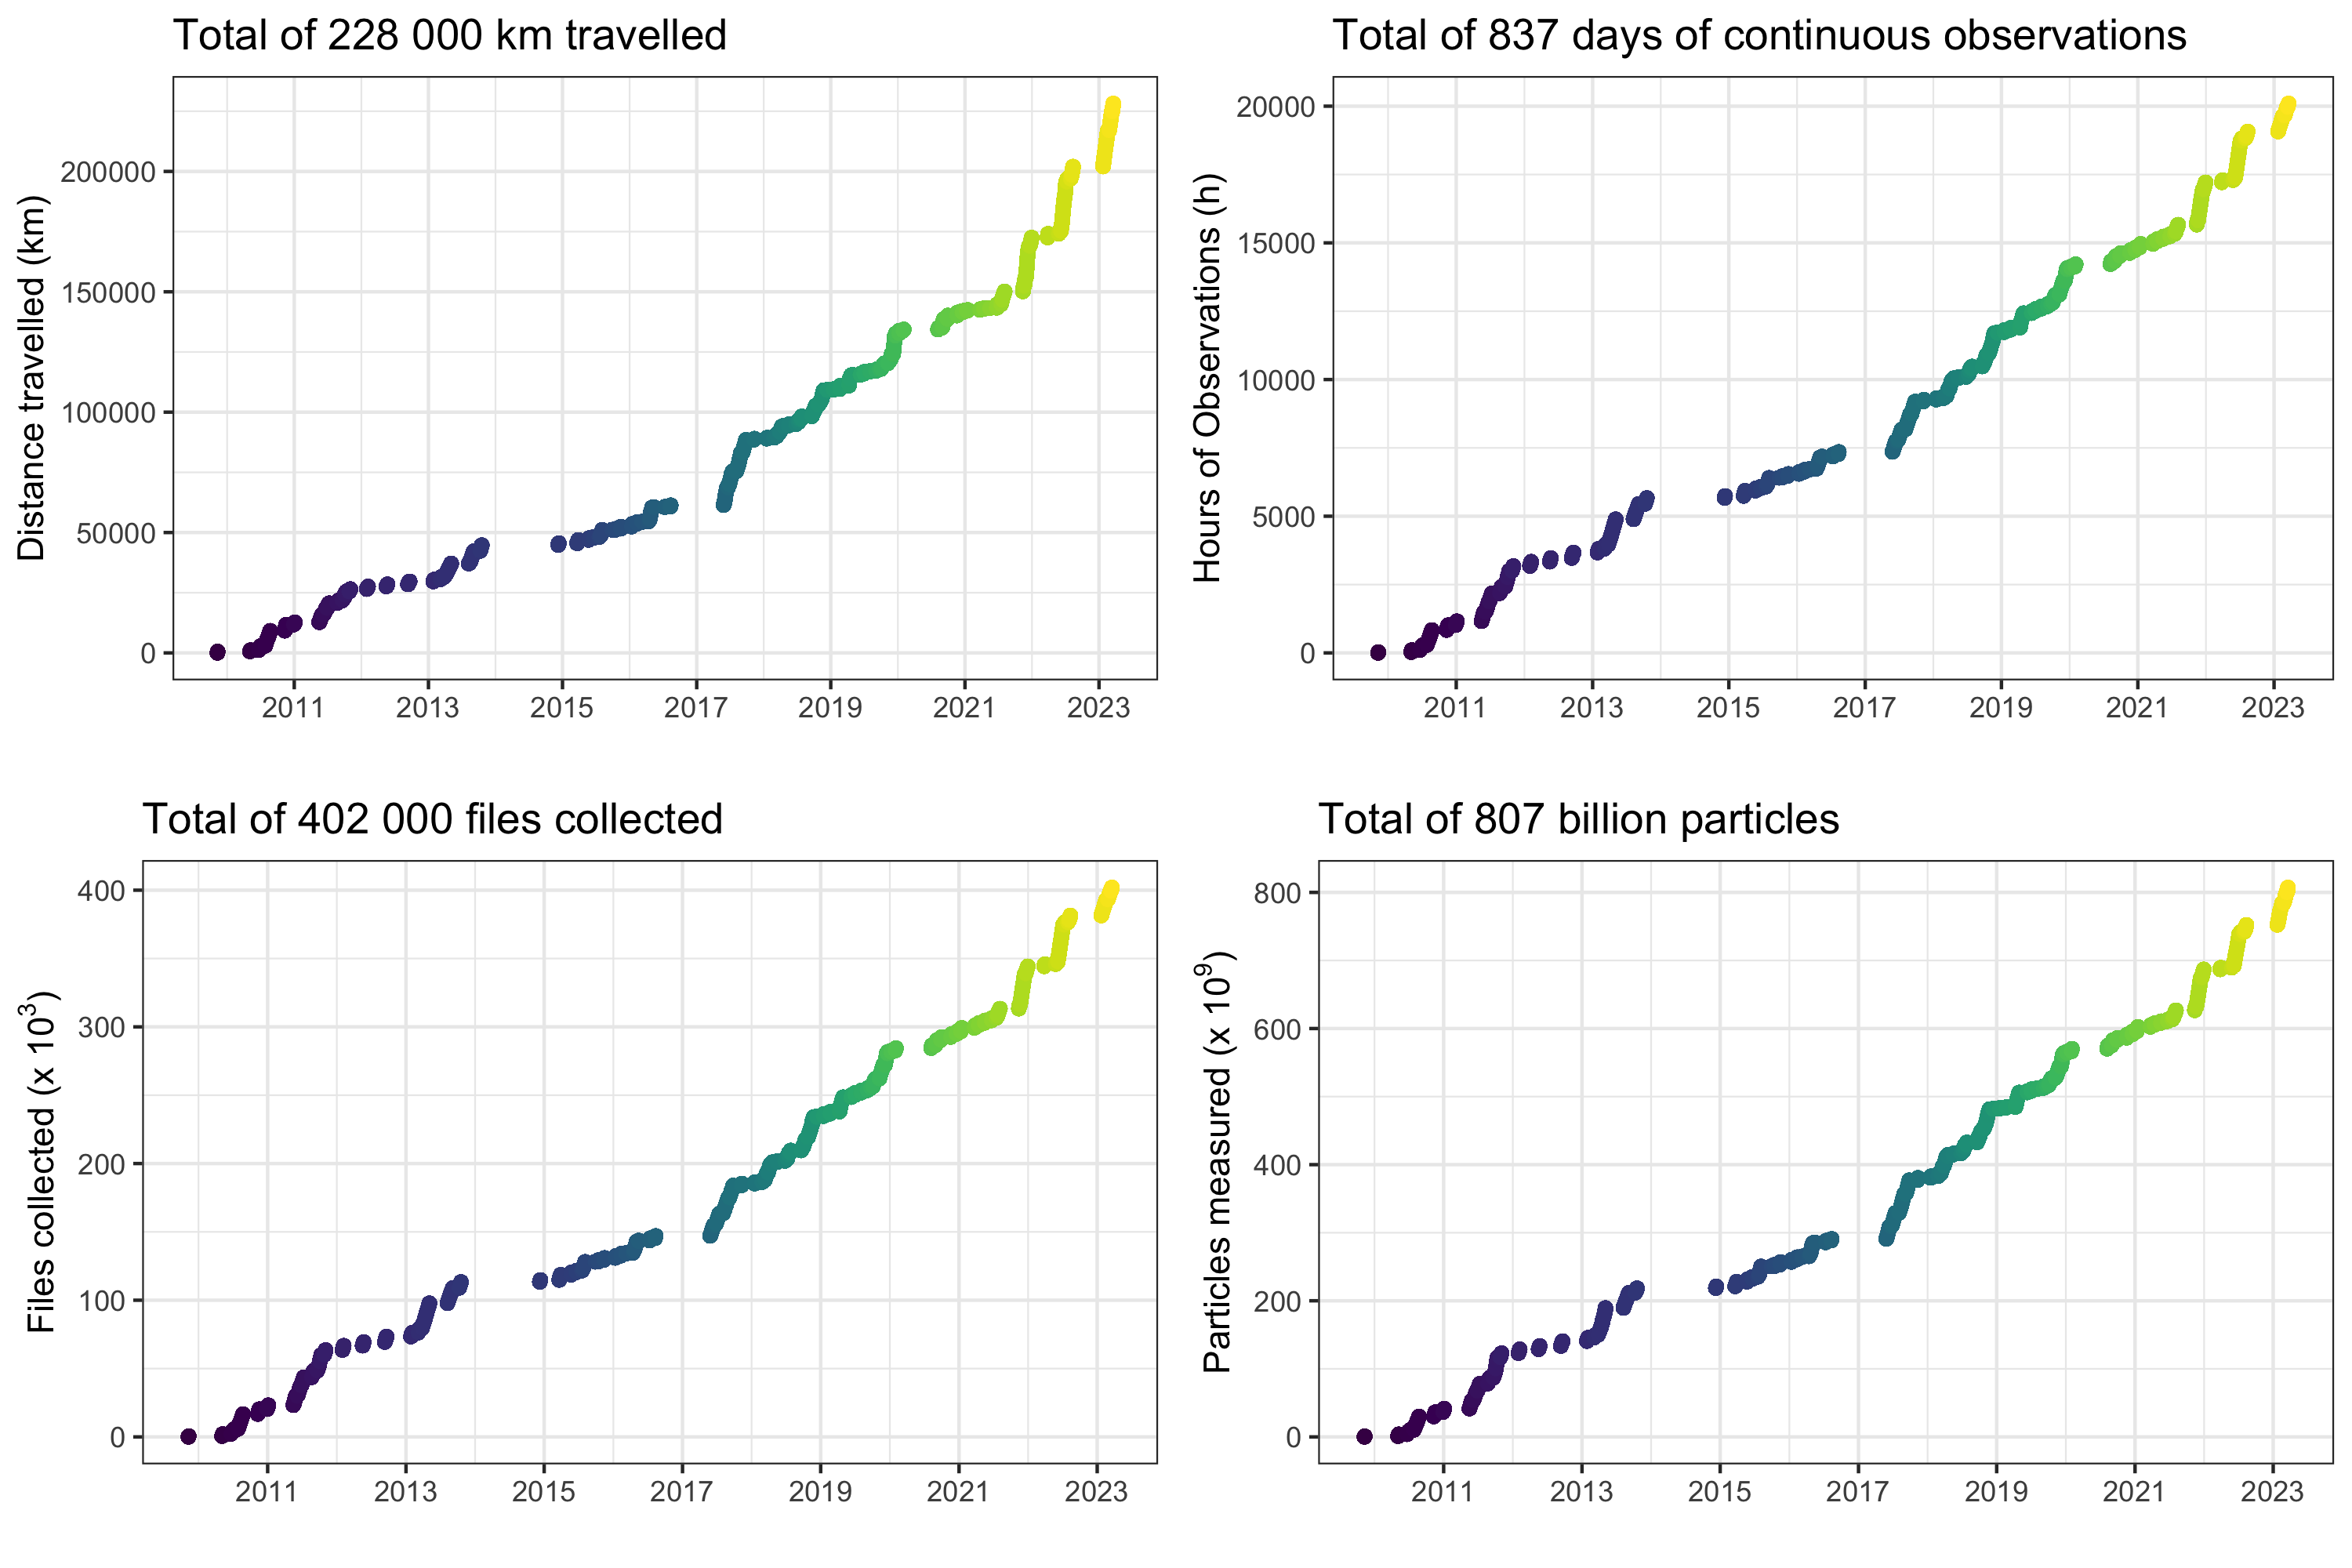 Total of 228 000 km travelled
Distance travelled (km)
200000
150000
100000
50000
0
2011 2013 2015 2017 2019 2021 2023
Total of 837 days of continuous observations
Hours of Observations (h)
20000
15000
10000
5000
0
2011 2013 2015 2017 2019 2021 2023
Total of 402 000 files collected
Files collected (x 10³)
400
300
200
100
0
2011 2013 2015 2017 2019 2021 2023
Total of 807 billion particles
Particles measured (x 10⁹)
800
600
400
200
0
2011 2013 2015 2017 2019 2021 2023